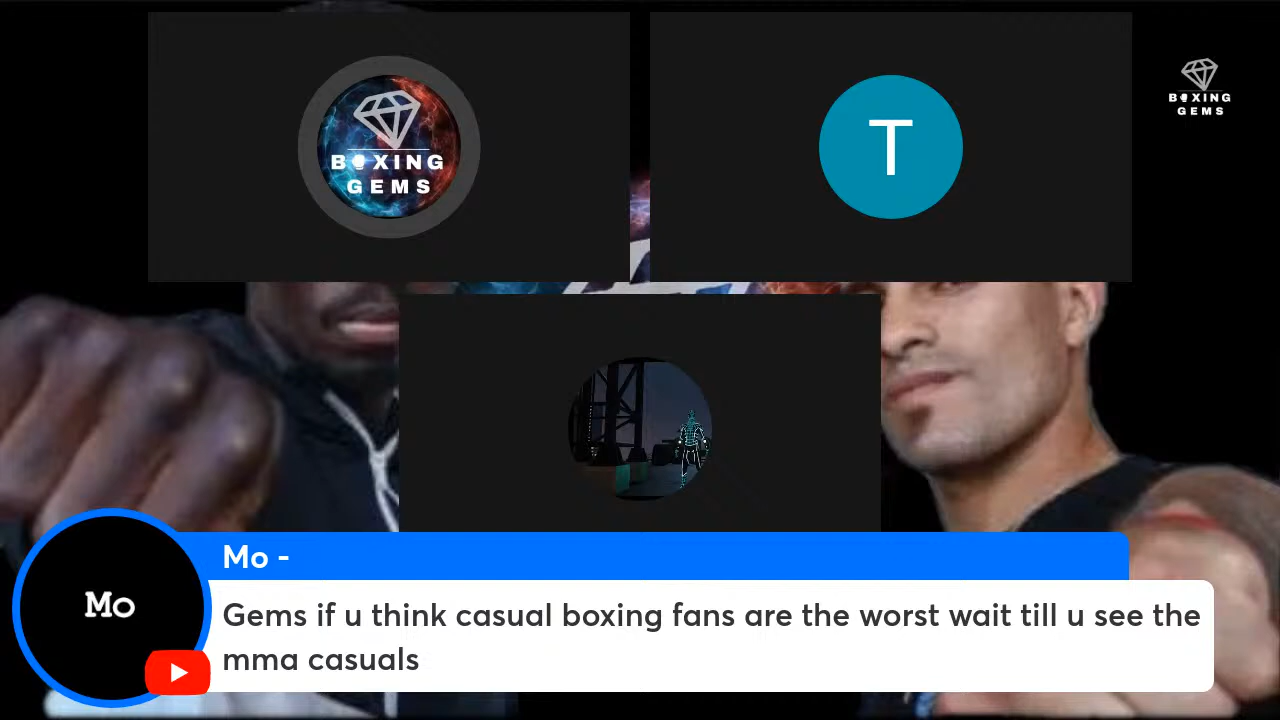 BOXING
GEMS
T
BOXING
GEMS
Mo -
Mo
Gems if u think casual boxing fans are the worst wait till u see the
mma casuals